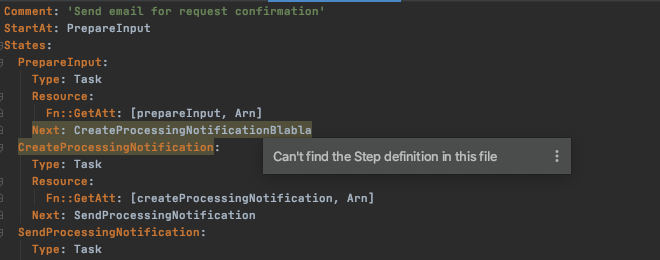 Comment: 'Send email for request confirmation'
StartAt: PrepareInput
States:
  PrepareInput:
    Type: Task
    Resource:
      Fn::GetAtt: [prepareInput, Arn]
    Next: CreateProcessingNotificationBlabla
  CreateProcessingNotification:
Can't find the Step definition in this file
    Type: Task
    Resource:
      Fn::GetAtt: [createProcessingNotification, Arn]
    Next: SendProcessingNotification
  SendProcessingNotification:
    Type: Task